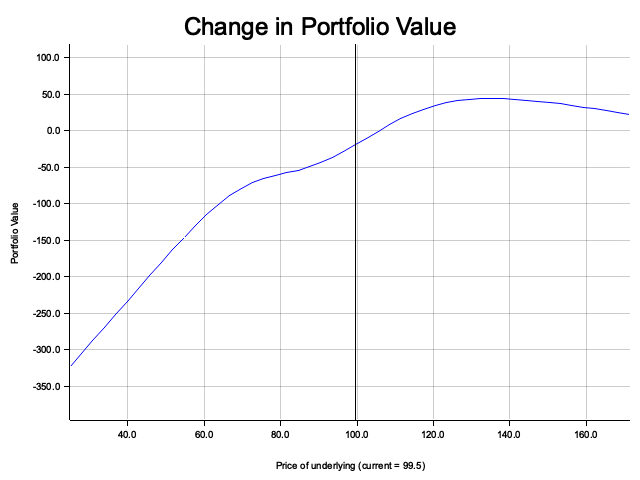 Change in Portfolio Value
100.0
50.0
0.0
-50.0
-100.0
-150.0
-200.0
-250.0
-300.0
-350.0
Portfolio Value
40.0 60.0 80.0 100.0 120.0 140.0 160.0
Price of underlying (current = 99.5)